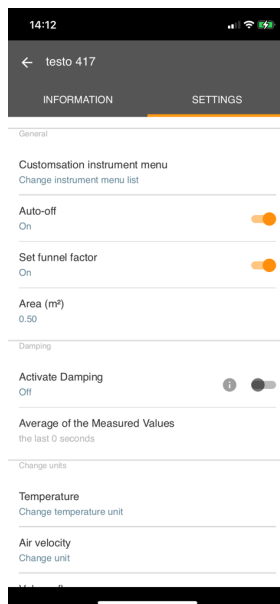 14:12
testo 417
INFORMATION
SETTINGS
General
Customsation instrument menu
Change instrument menu list
Auto-off
On
Set funnel factor
On
Area (m²)
0.50
Damping
Activate Damping
Off
Average of the Measured Values
the last 0 seconds
Change units
Temperature
Change temperature unit
Air velocity
Change unit